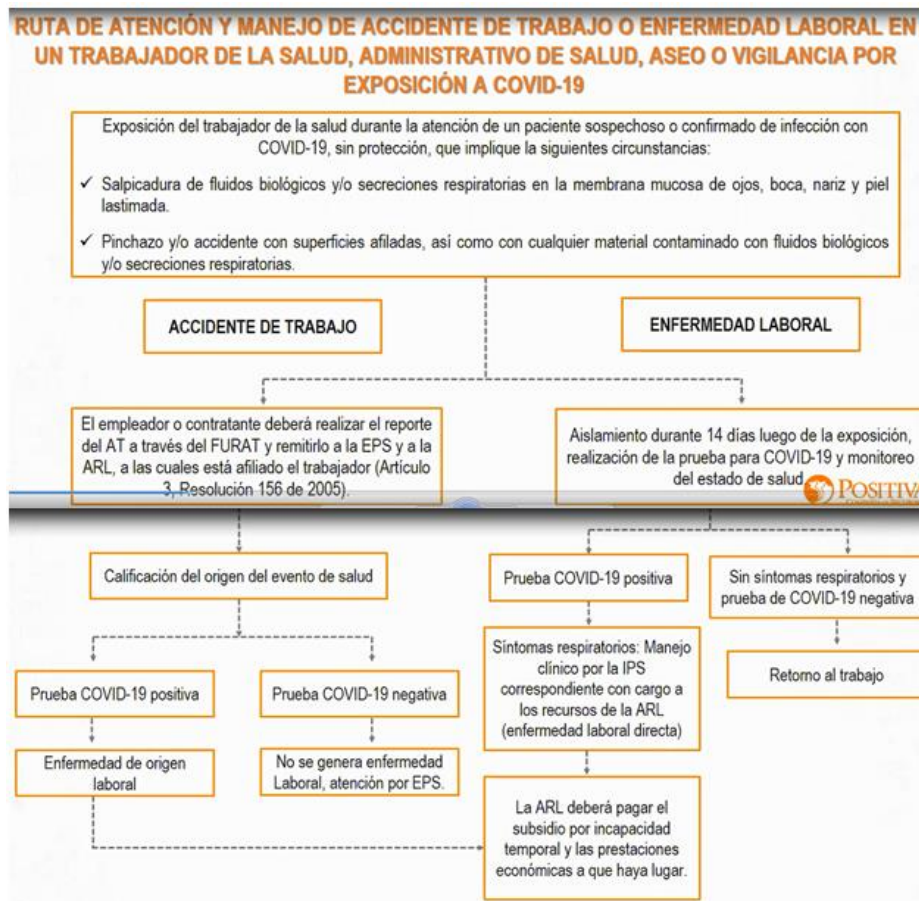 RUTA DE ATENCIÓN Y MANEJO DE ACCIDENTE DE TRABAJO O ENFERMEDAD LABORAL EN
UN TRABAJADOR DE LA SALUD, ADMINISTRATIVO DE SALUD, ASEO O VIGILANCIA POR
EXPOSICIÓN A COVID-19
Exposición del trabajador de la salud durante la atención de un paciente sospechoso o confirmado de infección con
COVID-19, sin protección, que implique la siguientes circunstancias:
✓ Salpicadura de fluidos biológicos y/o secreciones respiratorias en la membrana mucosa de ojos, boca, nariz y piel
lastimada.
✓ Pinchazo y/o accidente con superficies afiladas, así como con cualquier material contaminado con fluidos biológicos
y/o secreciones respiratorias.
ACCIDENTE DE TRABAJO
ENFERMEDAD LABORAL
El empleador o contratante deberá realizar el reporte
del AT a través del FURAT y remitirlo a la EPS y a la
ARL, a las cuales está afiliado el trabajador (Artículo
3, Resolución 156 de 2005).
Aislamiento durante 14 días luego de la exposición,
realización de la prueba para COVID-19 y monitoreo
del estado de salud
POSITIVA
Calificación del origen del evento de salud
Prueba COVID-19 positiva
Sin síntomas respiratorios y
prueba de COVID-19 negativa
Prueba COVID-19 positiva
Prueba COVID-19 negativa
Síntomas respiratorios: Manejo
clínico por la IPS
correspondiente con cargo a
los recursos de la ARL
(enfermedad laboral directa)
Retorno al trabajo
Enfermedad de origen
laboral
No se genera enfermedad
Laboral, atención por EPS.
La ARL deberá pagar el
subsidio por incapacidad
temporal y las prestaciones
económicas a que haya lugar.